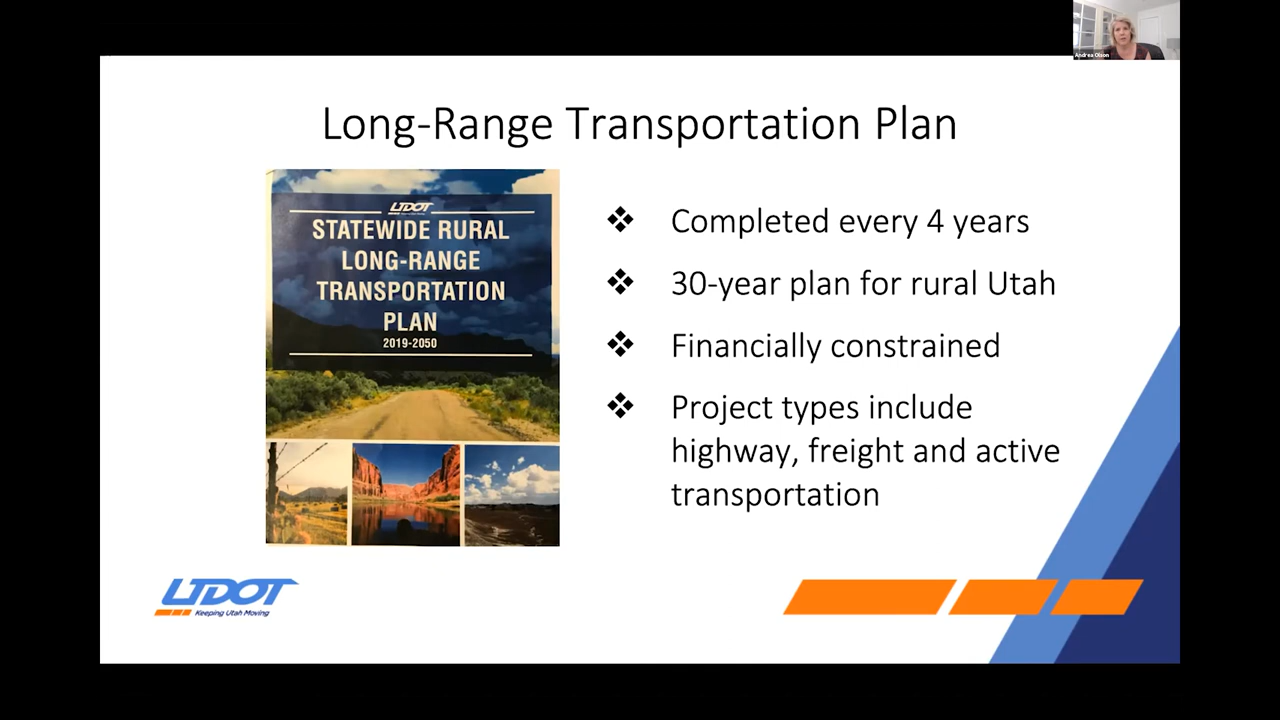 Andrea Olson
Long-Range Transportation Plan
UDOT
STATEWIDE RURAL
LONG-RANGE
TRANSPORTATION
PLAN
2019-2050
❖ Completed every 4 years
❖ 30-year plan for rural Utah
❖ Financially constrained
❖ Project types include
highway, freight and active
transportation
UDOT
Keeping Utah Moving